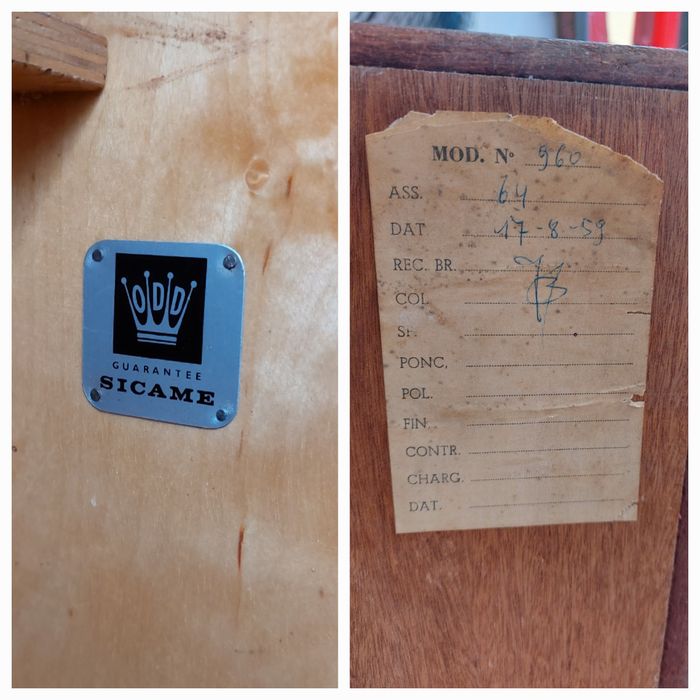 ODD
GUARANTEE
SICAME
MOD. Nº 960
ASS. 64
DAT 17-8-59
REC. BR.
COL
PONC.
POL.
FIN.
CONTR.
CHARG.
DAT.